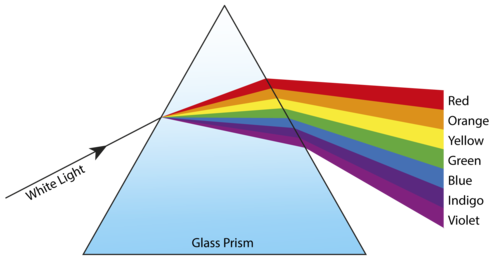 White Light
Glass Prism
Red
Orange
Yellow
Green
Blue
Indigo
Violet